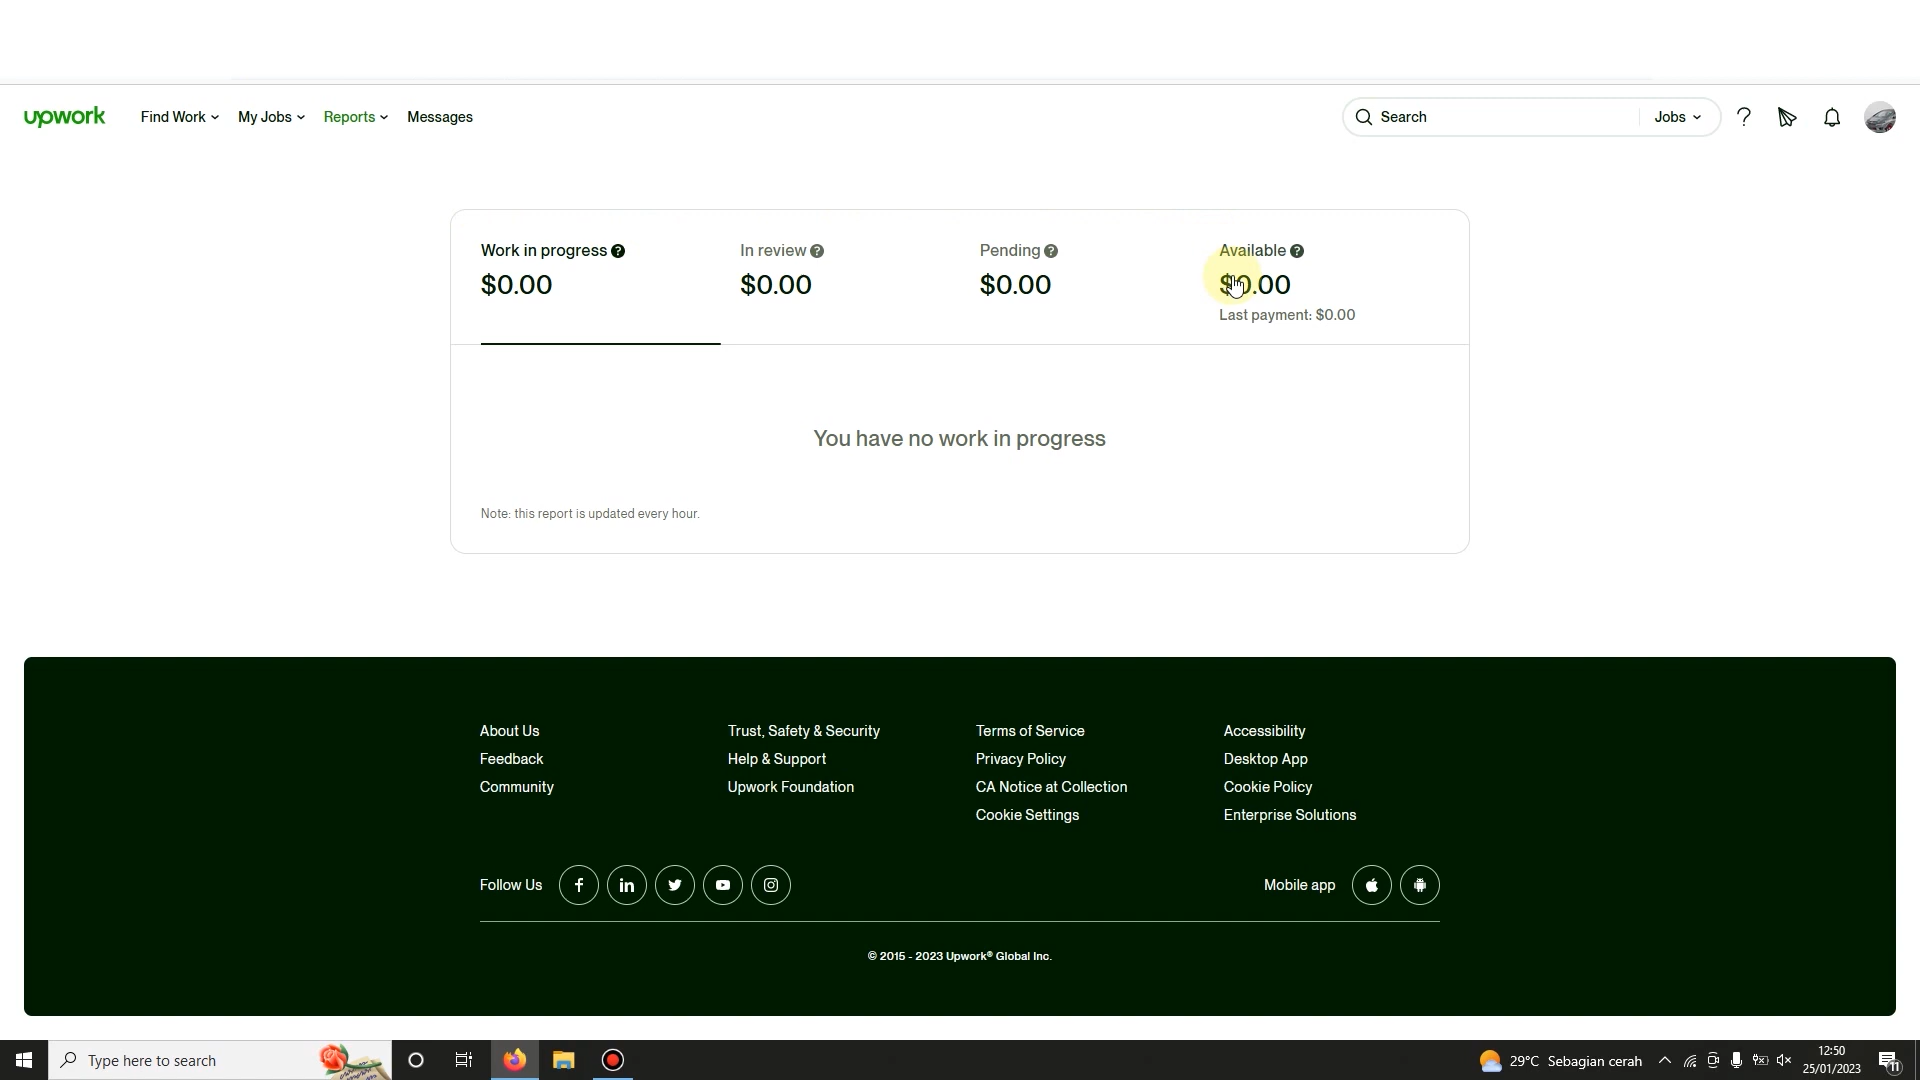 upwork Find Work My Jobs Reports Messages Search Jobs
Work in progress In review Pending Available
$0.00 $0.00 $0.00 $0.00
Last payment: $0.00
You have no work in progress
Note: this report is updated every hour.
About Us Trust, Safety & Security Terms of Service Accessibility
Feedback Help & Support Privacy Policy Desktop App
Community Upwork Foundation CA Notice at Collection Cookie Policy
Cookie Settings Enterprise Solutions
Follow Us Mobile app
© 2015 - 2023 Upwork® Global Inc.
Type here to search 29°C Sebagian cerah 12:50
25/01/2023 11